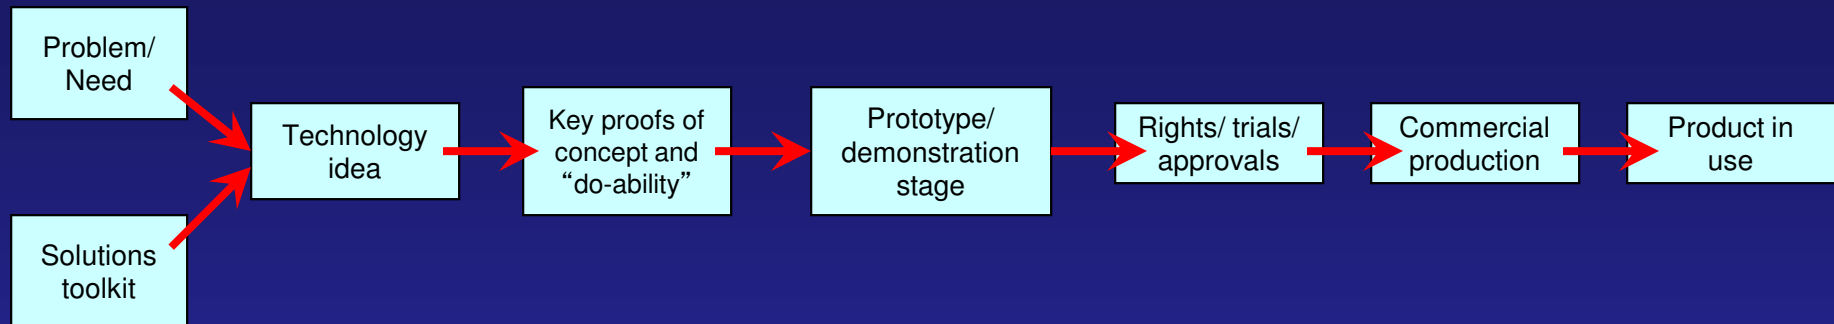 Problem/
Need
Solutions
toolkit
Technology
idea
Key proofs of
concept and
“do-ability”
Prototype/
demonstration
stage
Rights/ trials/
approvals
Commercial
production
Product in
use